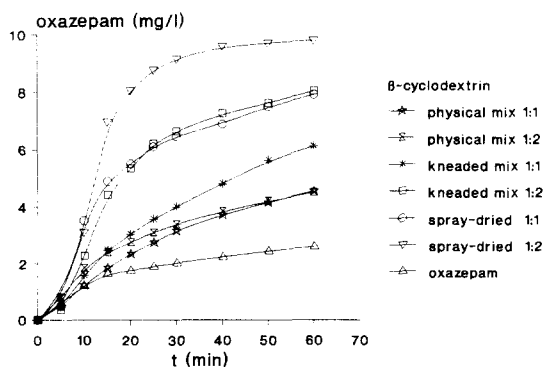 oxazepam (mg/l)
10
8
6
4
2
0
0 10 20 30 40 50 60 70
t (min)
β-cyclodextrin
physical mix 1:1
physical mix 1:2
kneaded mix 1:1
kneaded mix 1:2
spray-dried 1:1
spray-dried 1:2
oxazepam